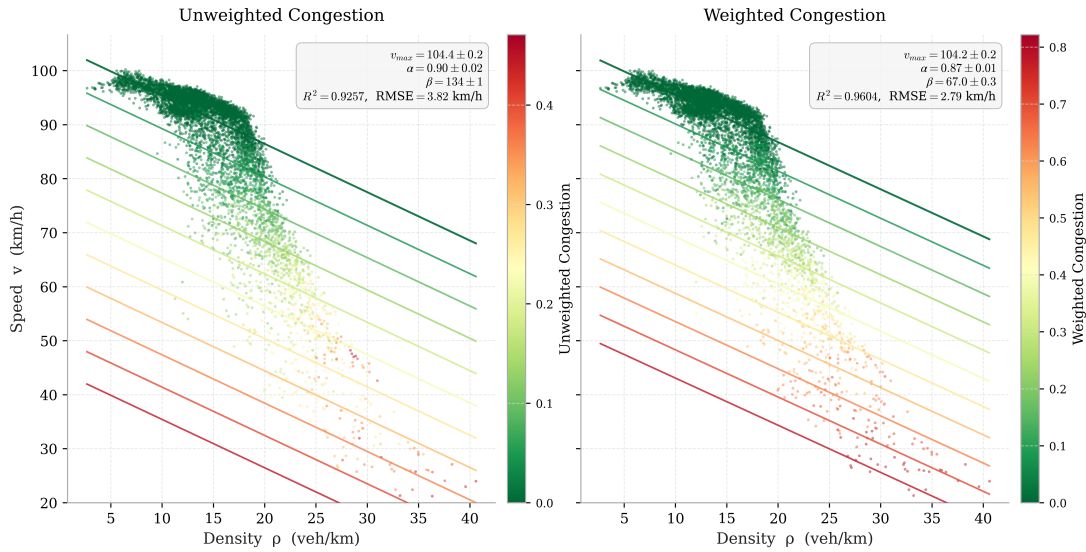 Unweighted Congestion
Weighted Congestion
v_max = 104.4 ± 0.2
α = 0.90 ± 0.02
β = 134 ± 1
R² = 0.9257, RMSE = 3.82 km/h
v_max = 104.2 ± 0.2
α = 0.87 ± 0.01
β = 67.0 ± 0.3
R² = 0.9604, RMSE = 2.79 km/h
Speed v (km/h)
100
90
80
70
60
50
40
30
20
5 10 15 20 25 30 35 40
Density ρ (veh/km)
0.4
0.3
0.2
0.1
0.0
Unweighted Congestion
5 10 15 20 25 30 35 40
Density ρ (veh/km)
0.8
0.7
0.6
0.5
0.4
0.3
0.2
0.1
0.0
Weighted Congestion